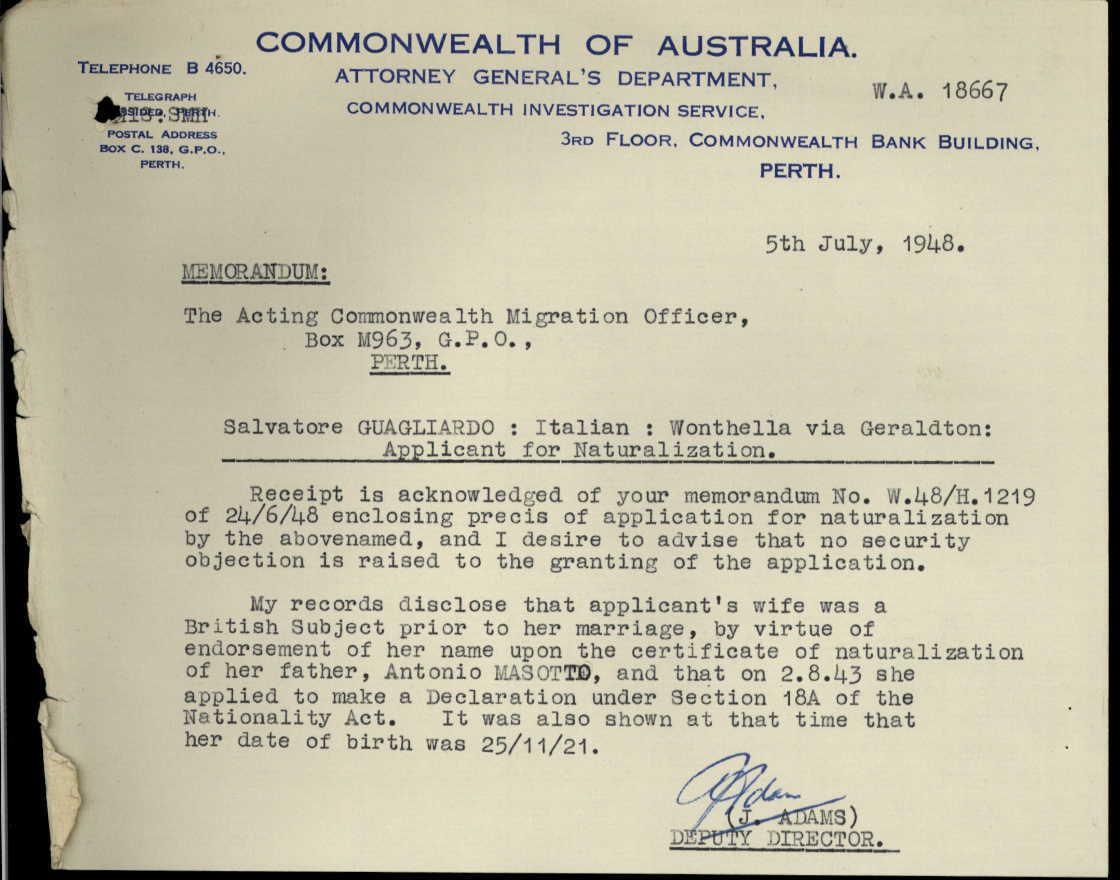 COMMONWEALTH OF AUSTRALIA.
TELEPHONE B 4650.
ATTORNEY GENERAL'S DEPARTMENT,
W.A. 18667
TELEGRAPH
COMMONWEALTH INVESTIGATION SERVICE,
PERTH.
POSTAL ADDRESS
BOX C. 138, G.P.O.,
PERTH.
3RD FLOOR, COMMONWEALTH BANK BUILDING,
PERTH.
5th July, 1948.
MEMORANDUM:
The Acting Commonwealth Migration Officer,
Box M963, G.P.O.,
PERTH.
Salvatore GUAGLIARDO : Italian : Wonthella via Geraldton:
Applicant for Naturalization.
Receipt is acknowledged of your memorandum No. W.48/H.1219
of 24/6/48 enclosing precis of application for naturalization
by the abovenamed, and I desire to advise that no security
objection is raised to the granting of the application.
My records disclose that applicant's wife was a
British Subject prior to her marriage, by virtue of
endorsement of her name upon the certificate of naturalization
of her father, Antonio MASOTTO, and that on 2.8.43 she
applied to make a Declaration under Section 18A of the
Nationality Act. It was also shown at that time that
her date of birth was 25/11/21.
(J. ADAMS)
DEPUTY DIRECTOR.